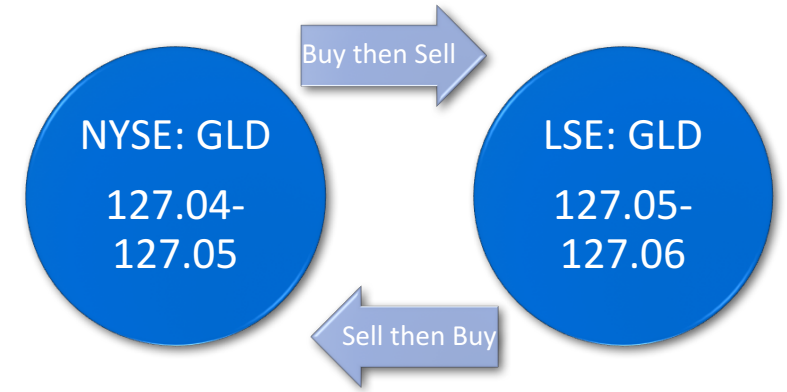 Buy then Sell
NYSE: GLD
127.04-
127.05
LSE: GLD
127.05-
127.06
Sell then Buy